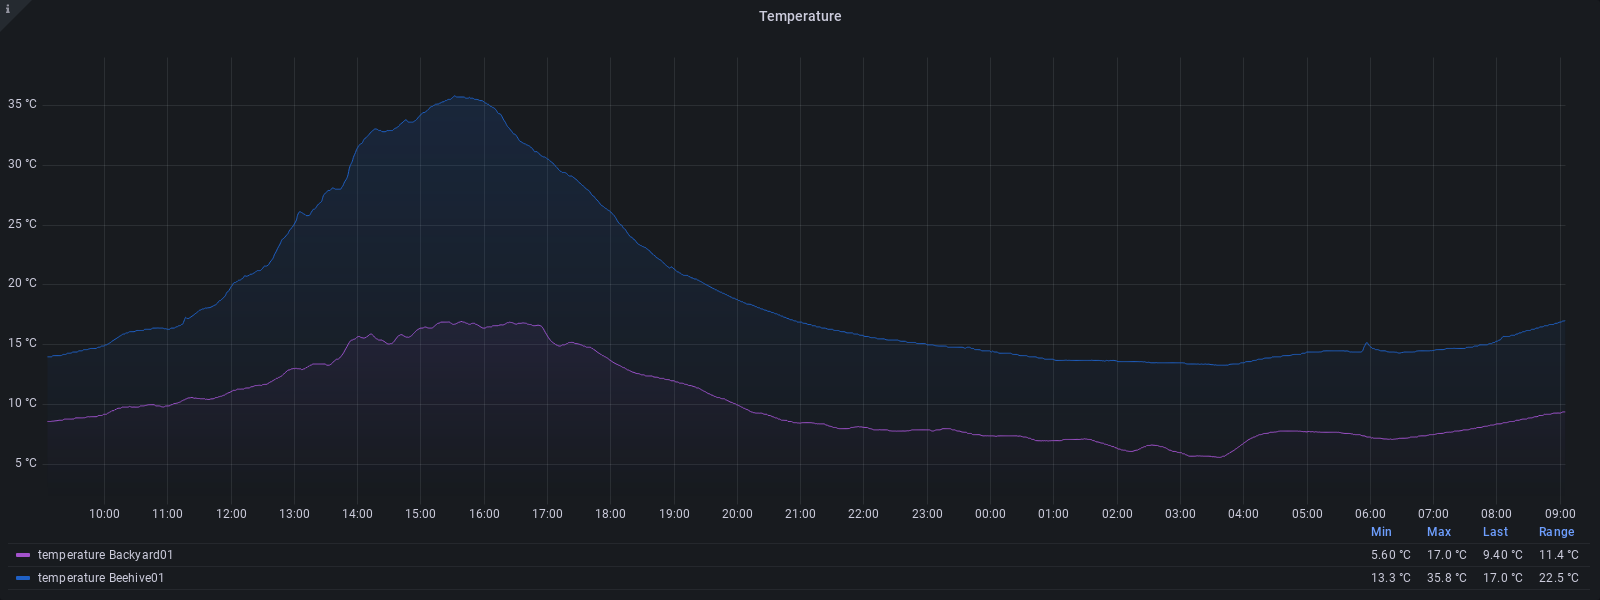 i
Temperature
35 °C
30 °C
25 °C
20 °C
15 °C
10 °C
5 °C
10:00 11:00 12:00 13:00 14:00 15:00 16:00 17:00 18:00 19:00 20:00 21:00 22:00 23:00 00:00 01:00 02:00 03:00 04:00 05:00 06:00 07:00 08:00 09:00
Min Max Last Range
temperature Backyard01 5.60 °C 17.0 °C 9.40 °C 11.4 °C
temperature Beehive01 13.3 °C 35.8 °C 17.0 °C 22.5 °C